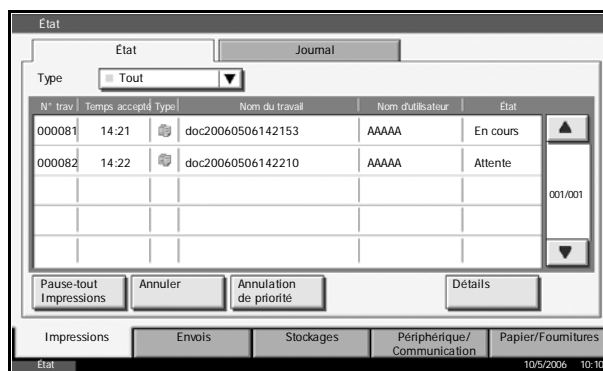 État
État Journal
Type Tout
N° trav Temps accepté Type Nom du travail Nom d'utilisateur État
000081 14:21 doc20060506142153 AAAAA En cours
000082 14:22 doc20060506142210 AAAAA Attente
001/001
Pause-tout Impressions
Annuler
Annulation de priorité
Détails
Impressions
Envois
Stockages
Périphérique/ Communication
Papier/Fournitures
État 10/5/2006 10:10